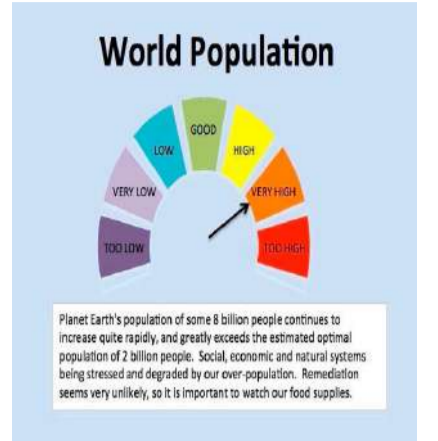 World Population
TOO LOW
VERY LOW
LOW
GOOD
HIGH
VERY HIGH
TOO HIGH
Planet Earth's population of some 8 billion people continues to
increase quite rapidly, and greatly exceeds the estimated optimal
population of 2 billion people. Social, economic and natural systems
being stressed and degraded by our over-population. Remediation
seems very unlikely, so it is important to watch our food supplies.